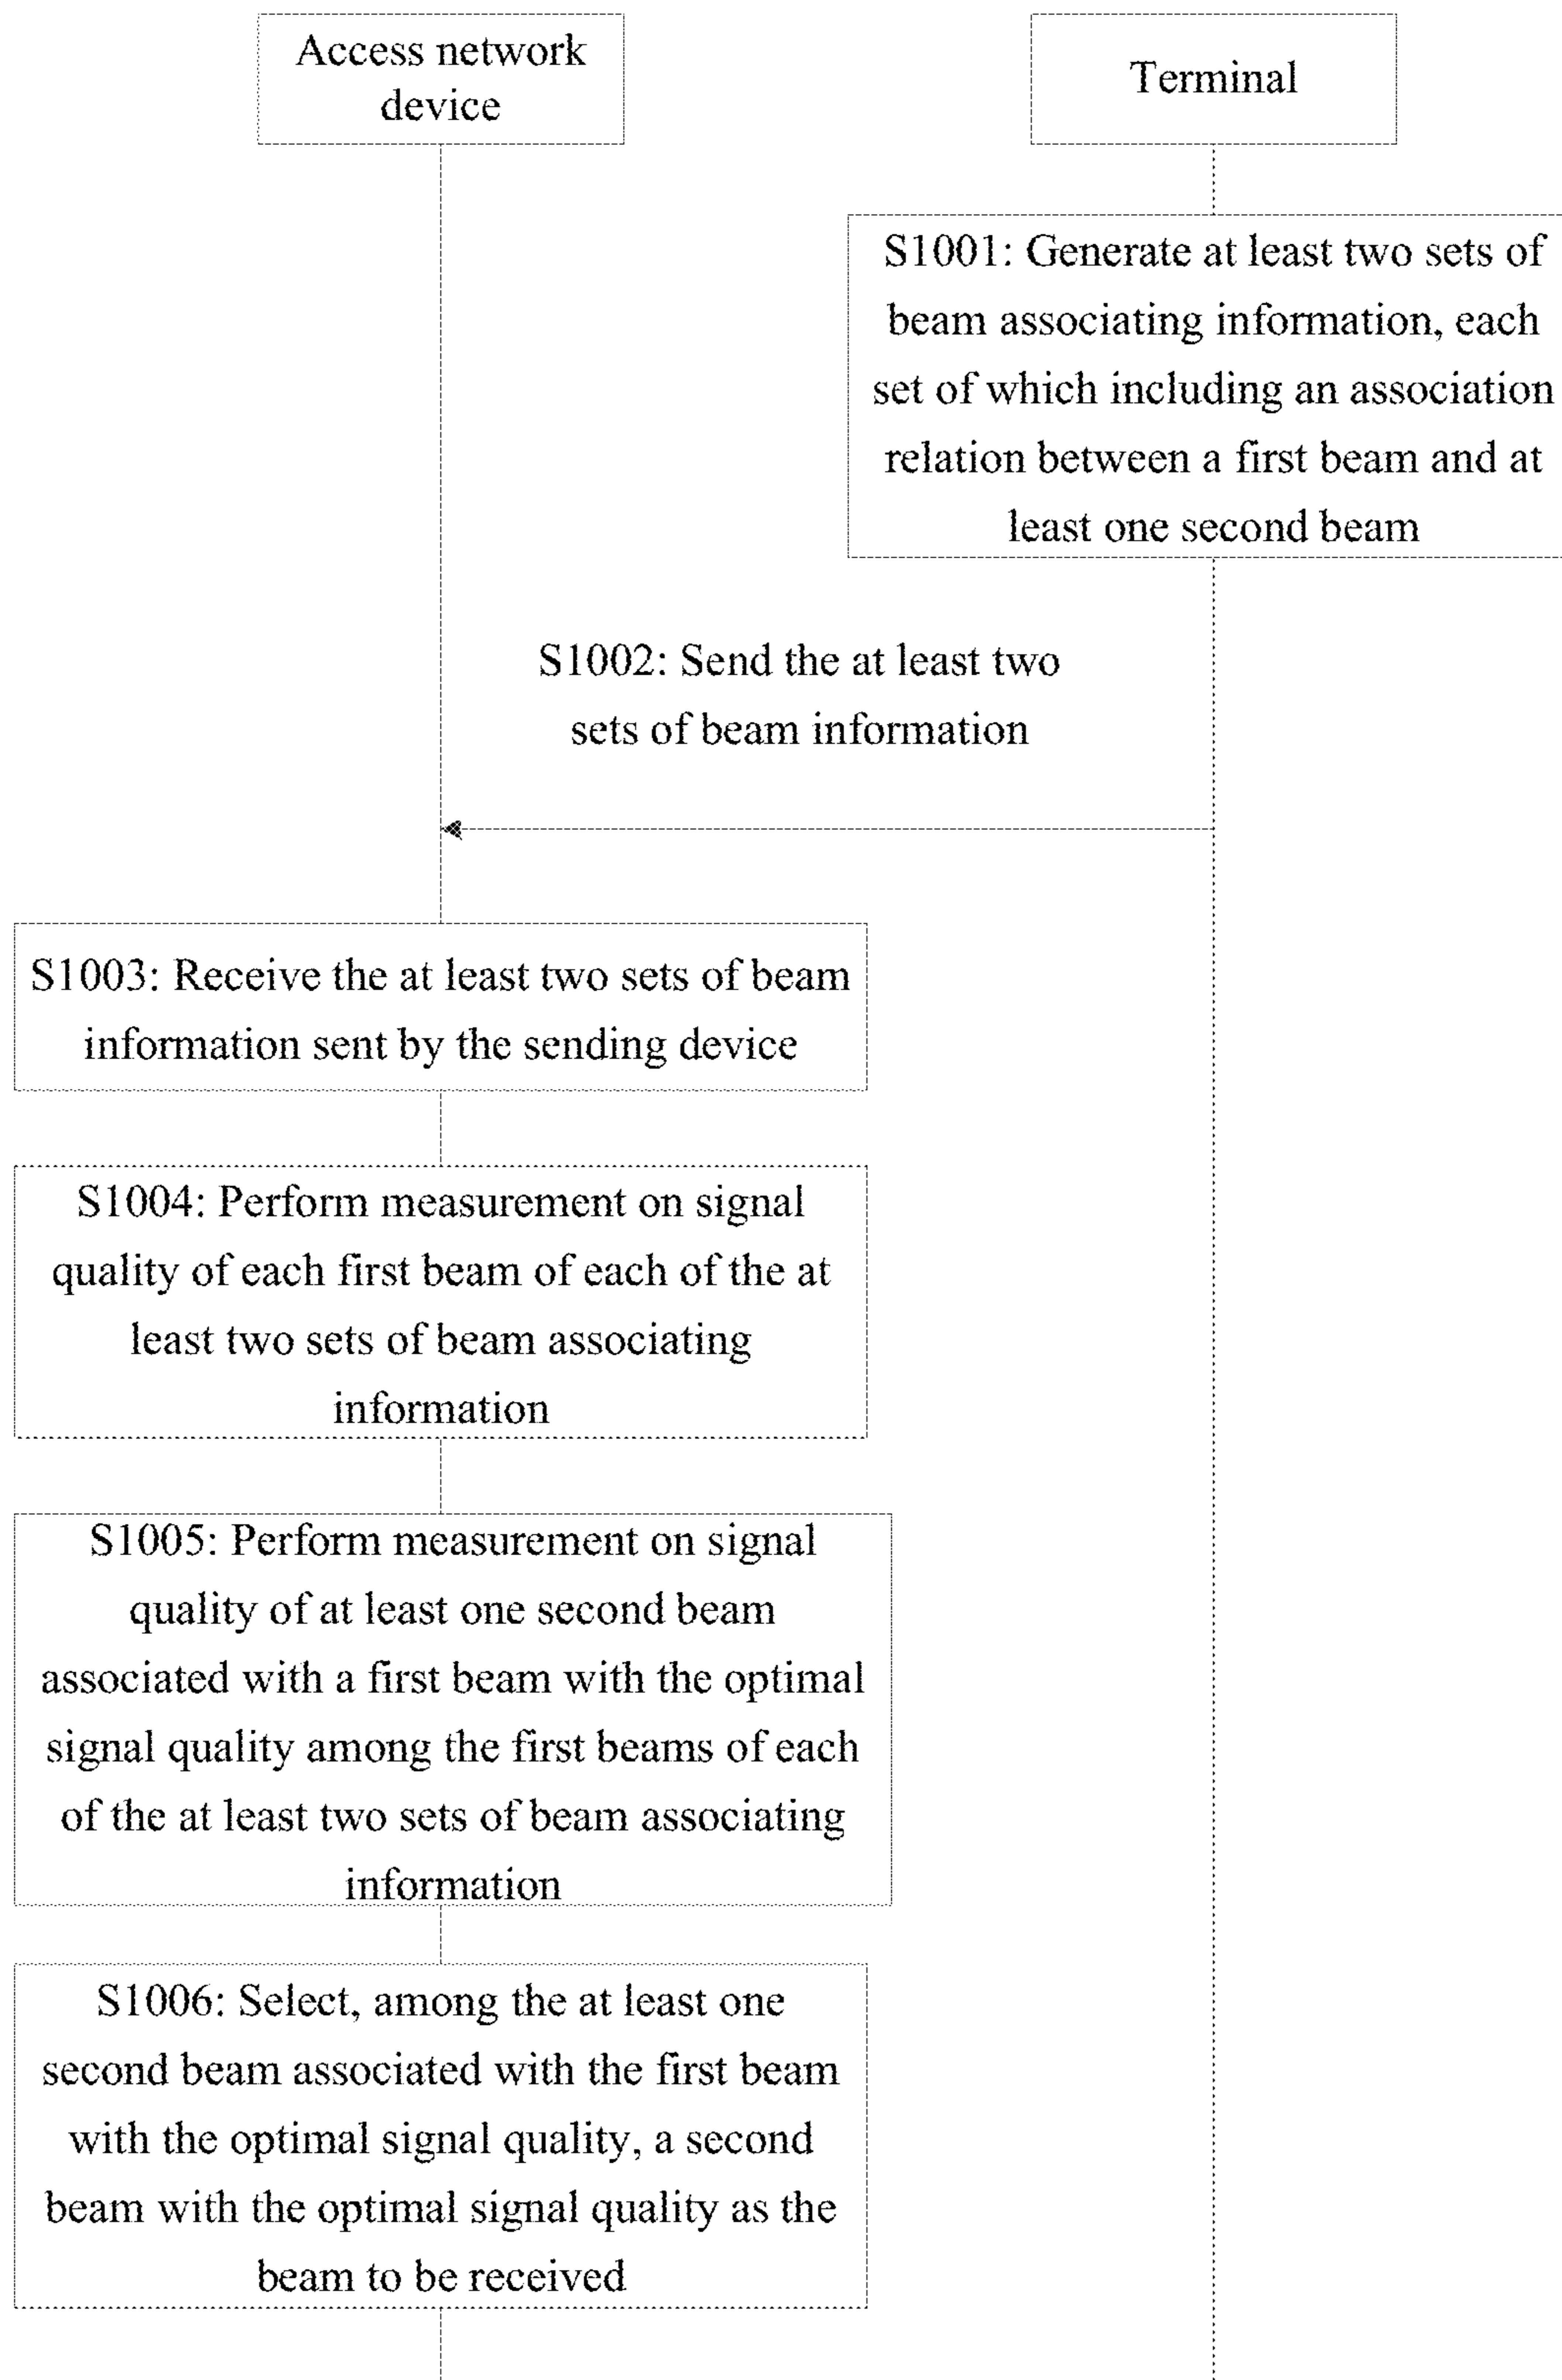 Access network
device
Terminal
S1001: Generate at least two sets of
beam associating information, each
set of which including an association
relation between a first beam and at
least one second beam
S1002: Send the at least two
sets of beam information
S1003: Receive the at least two sets of beam
information sent by the sending device
S1004: Perform measurement on signal
quality of each first beam of each of the at
least two sets of beam associating
information
S1005: Perform measurement on signal
quality of at least one second beam
associated with a first beam with the optimal
signal quality among the first beams of each
of the at least two sets of beam associating
information
S1006: Select, among the at least one
second beam associated with the first beam
with the optimal signal quality, a second
beam with the optimal signal quality as the
beam to be received